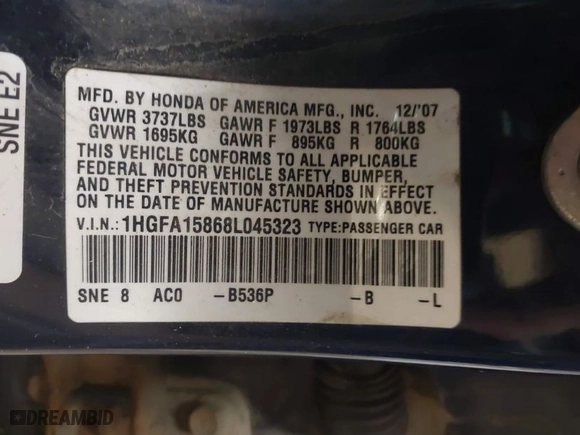 SNE E2
MFD. BY HONDA OF AMERICA MFG., INC. 12/'07
GVWR 3737LBS GAWR F 1973LBS R 1764LBS
GVWR 1695KG GAWR F 895KG R 800KG
THIS VEHICLE CONFORMS TO ALL APPLICABLE
FEDERAL MOTOR VEHICLE SAFETY, BUMPER,
AND THEFT PREVENTION STANDARDS IN EFFECT
ON THE DATE OF MANUFACTURE SHOWN ABOVE.
V.I.N.: 1HGFA15868L045323 TYPE:PASSENGER CAR
SNE 8 AC0 -B536P -B -L
DREAMBID